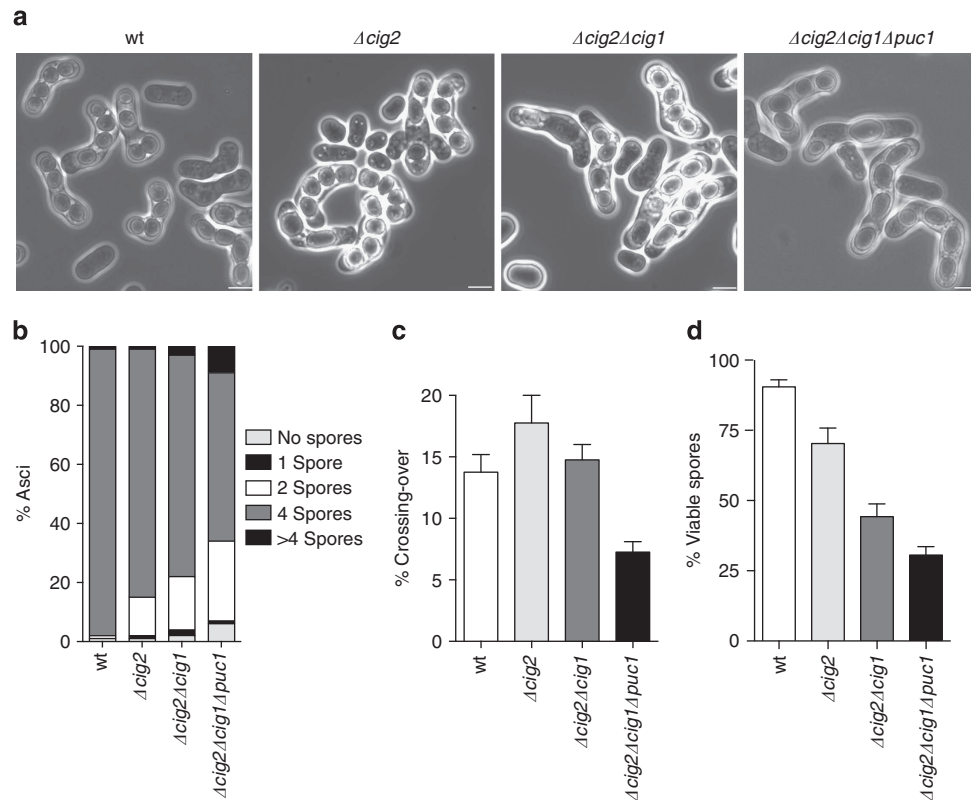 a
wt
Δcig2
Δcig2Δcig1
Δcig2Δcig1Δpuc1
b
100
80
60
40
20
0
% Asci
wt
Δcig2
Δcig2Δcig1
Δcig2Δcig1Δpuc1
No spores
1 Spore
2 Spores
4 Spores
>4 Spores
c
20
15
10
5
0
% Crossing-over
wt
Δcig2
Δcig2Δcig1
Δcig2Δcig1Δpuc1
d
100
75
50
25
0
% Viable spores
wt
Δcig2
Δcig2Δcig1
Δcig2Δcig1Δpuc1